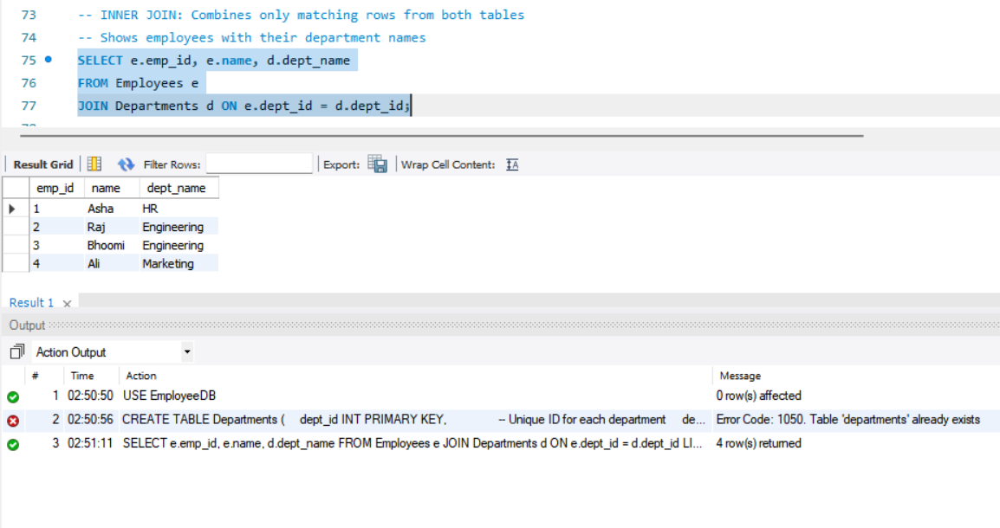 73 -- INNER JOIN: Combines only matching rows from both tables
74 -- Shows employees with their department names
75 SELECT e.emp_id, e.name, d.dept_name
76 FROM Employees e
77 JOIN Departments d ON e.dept_id = d.dept_id;
Result Grid Filter Rows: Export: Wrap Cell Content:
emp_id name dept_name
1 Asha HR
2 Raj Engineering
3 Bhoomi Engineering
4 Ali Marketing
Result 1
Output
Action Output
# Time Action Message
1 02:50:50 USE EmployeeDB 0 row(s) affected
2 02:50:56 CREATE TABLE Departments ( dept_id INT PRIMARY KEY, -- Unique ID for each department de... Error Code: 1050. Table 'departments' already exists
3 02:51:11 SELECT e.emp_id, e.name, d.dept_name FROM Employees e JOIN Departments d ON e.dept_id = d.dept_id LI... 4 row(s) returned